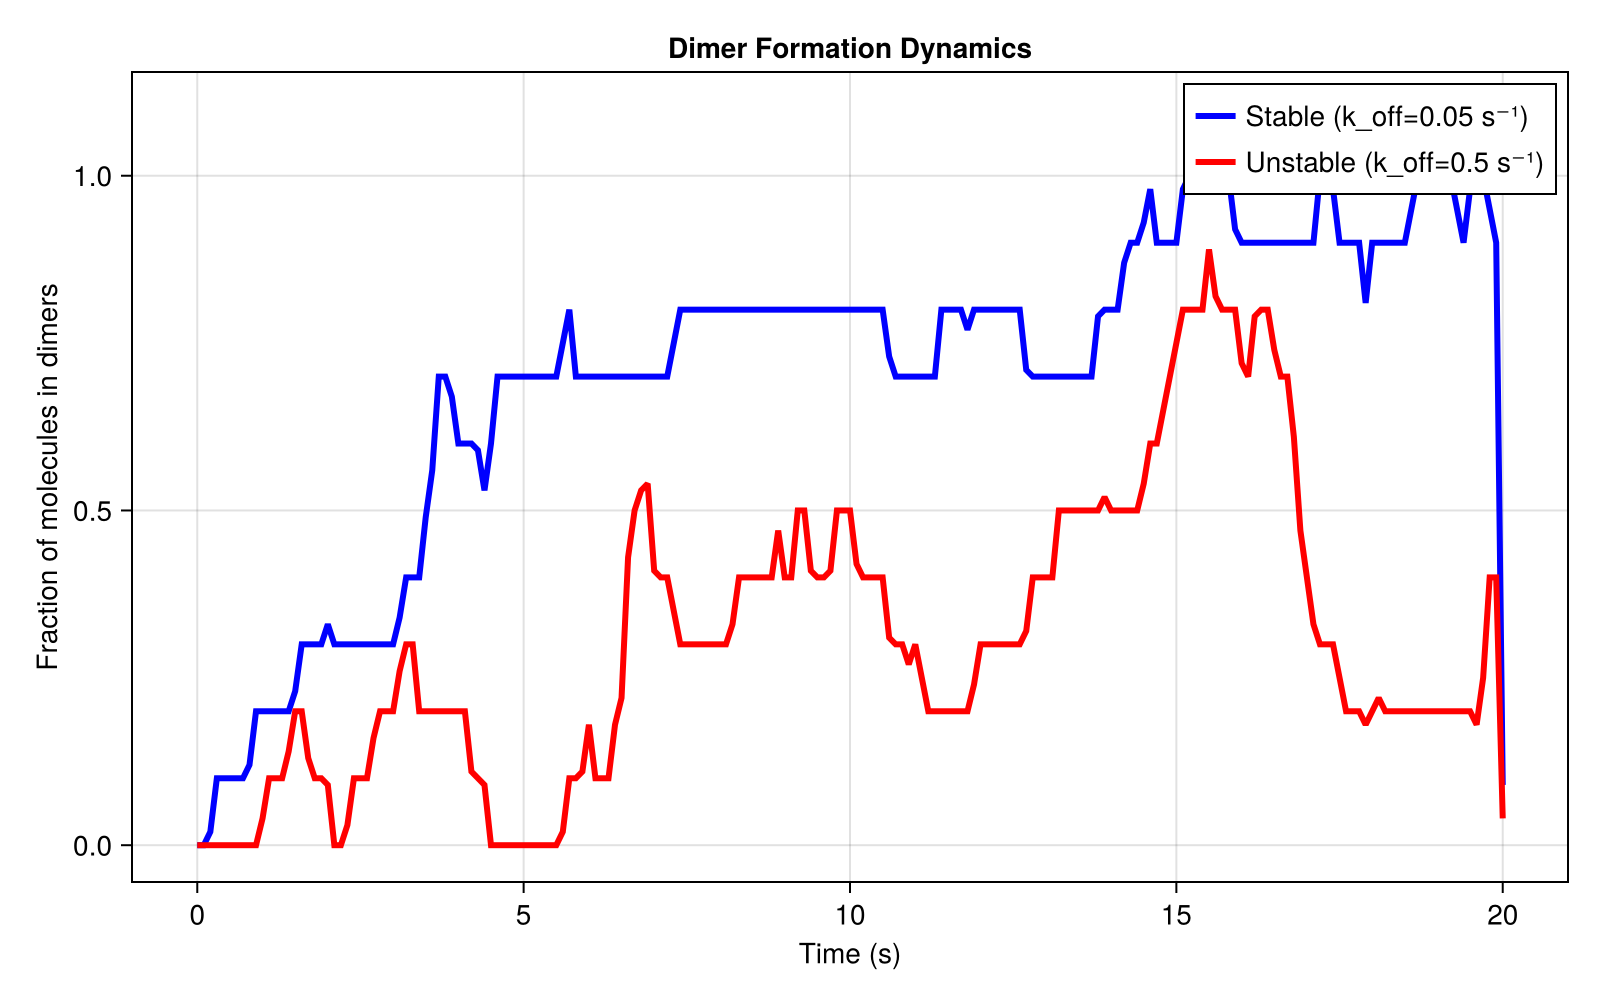 Dimer Formation Dynamics
Stable (k_off=0.05 s⁻¹)
Unstable (k_off=0.5 s⁻¹)
Fraction of molecules in dimers
1.0
0.5
0.0
0 5 10 15 20
Time (s)